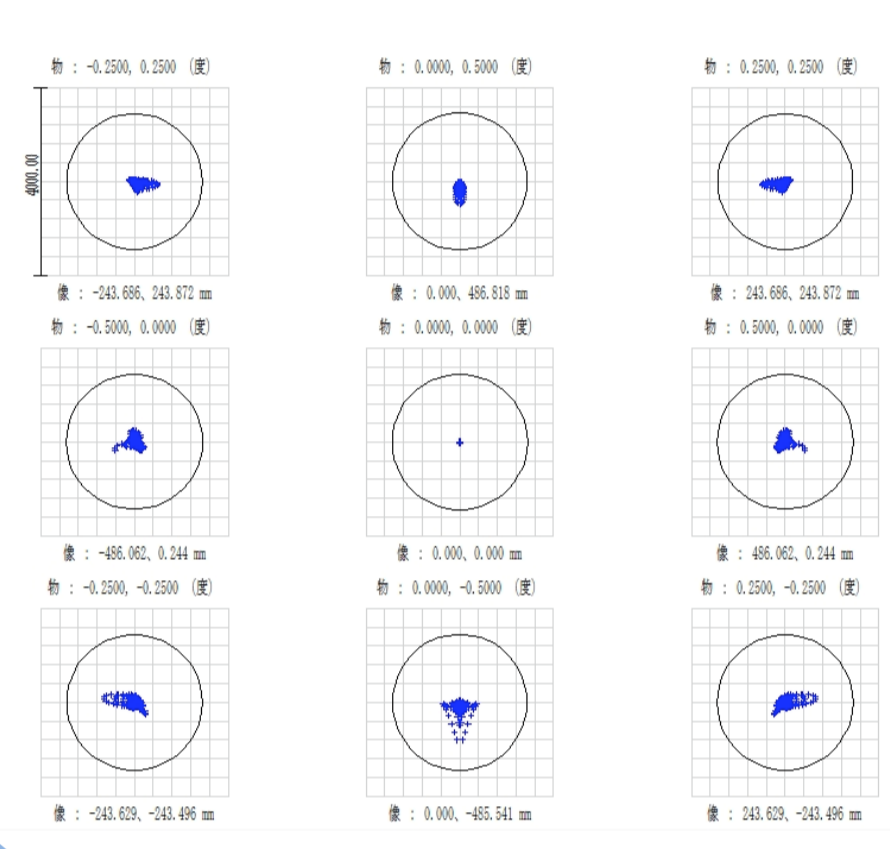 物 : -0.2500, 0.2500 (度)
物 : 0.0000, 0.5000 (度)
物 : 0.2500, 0.2500 (度)
4000.00
像 : -243.686、243.872 mm
像 : 0.000、486.818 mm
像 : 243.686、243.872 mm
物 : -0.5000, 0.0000 (度)
物 : 0.0000, 0.0000 (度)
物 : 0.5000, 0.0000 (度)
像 : -486.062、0.244 mm
像 : 0.000、0.000 mm
像 : 486.062、0.244 mm
物 : -0.2500, -0.2500 (度)
物 : 0.0000, -0.5000 (度)
物 : 0.2500, -0.2500 (度)
像 : -243.629、-243.496 mm
像 : 0.000、-485.541 mm
像 : 243.629、-243.496 mm